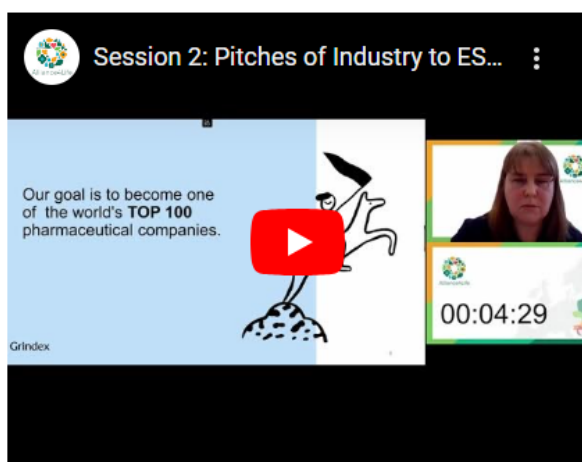 Session 2: Pitches of Industry to ES...
Our goal is to become one
of the world's TOP 100
pharmaceutical companies.
00:04:29
Grindex